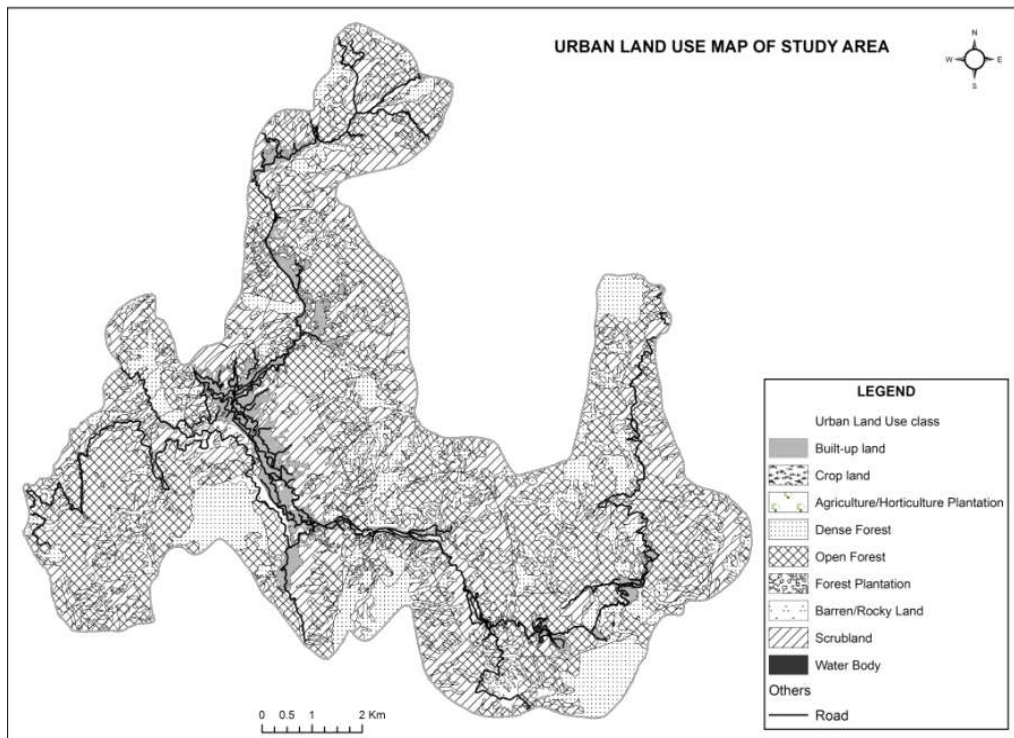 URBAN LAND USE MAP OF STUDY AREA
N
W E
S
LEGEND
Urban Land Use class
Built-up land
Crop land
Agriculture/Horticulture Plantation
Dense Forest
Open Forest
Forest Plantation
Barren/Rocky Land
Scrubland
Water Body
Others
Road
0 0.5 1 2 Km